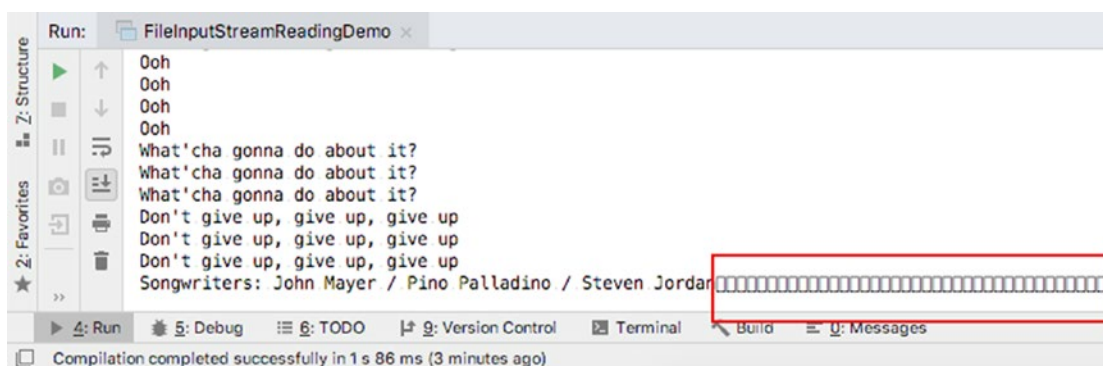 Run: FileInputStreamReadingDemo ×
Z: Structure
2: Favorites
Ooh
Ooh
Ooh
Ooh
What'cha gonna do about it?
What'cha gonna do about it?
What'cha gonna do about it?
Don't give up, give up, give up
Don't give up, give up, give up
Don't give up, give up, give up
Songwriters: John Mayer / Pino Palladino / Steven Jordan
4: Run 5: Debug 6: TODO 9: Version Control Terminal Build 0: Messages
Compilation completed successfully in 1 s 86 ms (3 minutes ago)